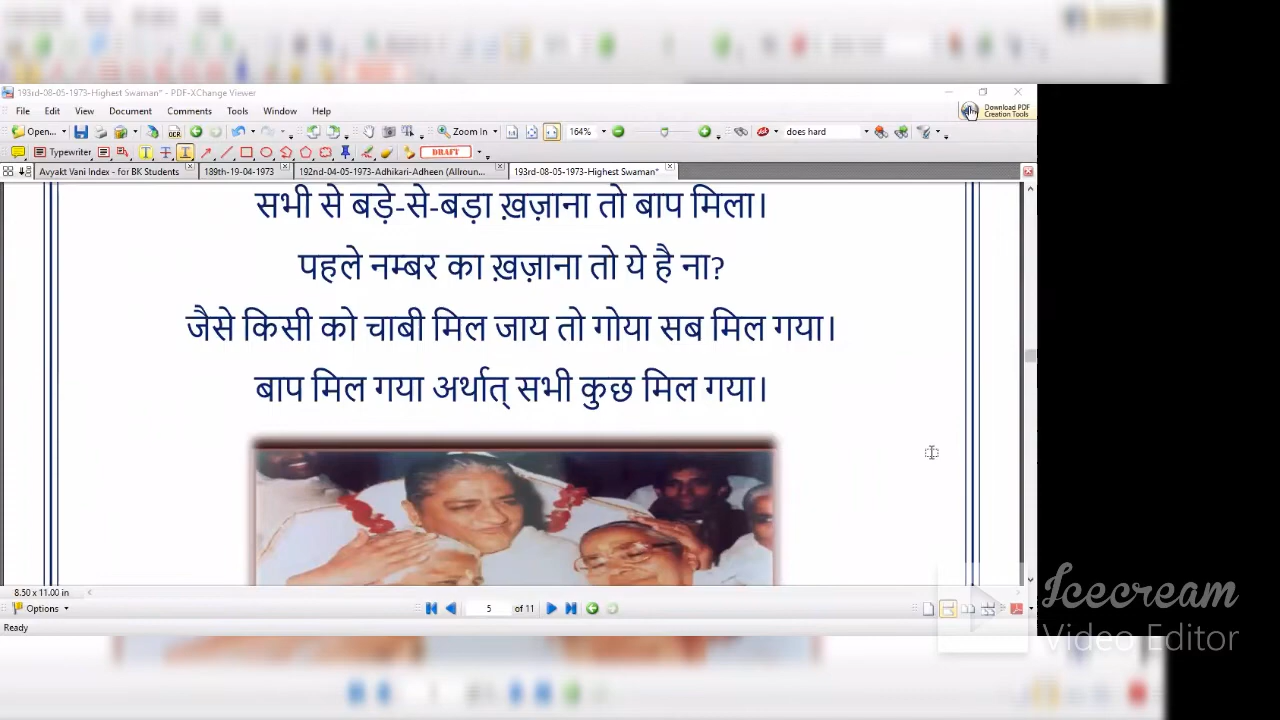 193rd-08-05-1973-Highest Swaman* - PDF-XChange Viewer
File Edit View Document Comments Tools Window Help
Download PDF
Creation Tools
Open... OCR Zoom In 164% does hard
Typewriter T T T DRAFT
Avyakt Vani Index - for BK Students 189th-19-04-1973 192nd-04-05-1973-Adhikari-Adheen (Allroun... 193rd-08-05-1973-Highest Swaman*
सभी से बड़े-से-बड़ा ख़ज़ाना तो बाप मिला।
पहले नम्बर का ख़ज़ाना तो ये है ना?
जैसे किसी को चाबी मिल जाय तो गोया सब मिल गया।
बाप मिल गया अर्थात् सभी कुछ मिल गया।
8.50 x 11.00 in
Options 5 of 11
Ready
Icecream
Video Editor